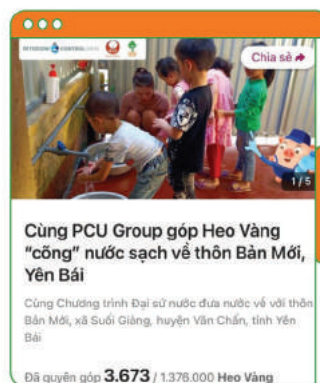 Chia sẻ
1/5
Cùng PCU Group góp Heo Vàng
"cõng" nước sạch về thôn Bản Mới,
Yên Bái
Cùng Chương trình Đại sứ nước đưa nước về với thôn
Bản Mới, xã Suối Giàng, huyện Văn Chấn, tỉnh Yên
Bái
Đã quyên góp 3.673 / 1.376.000 Heo Vàng